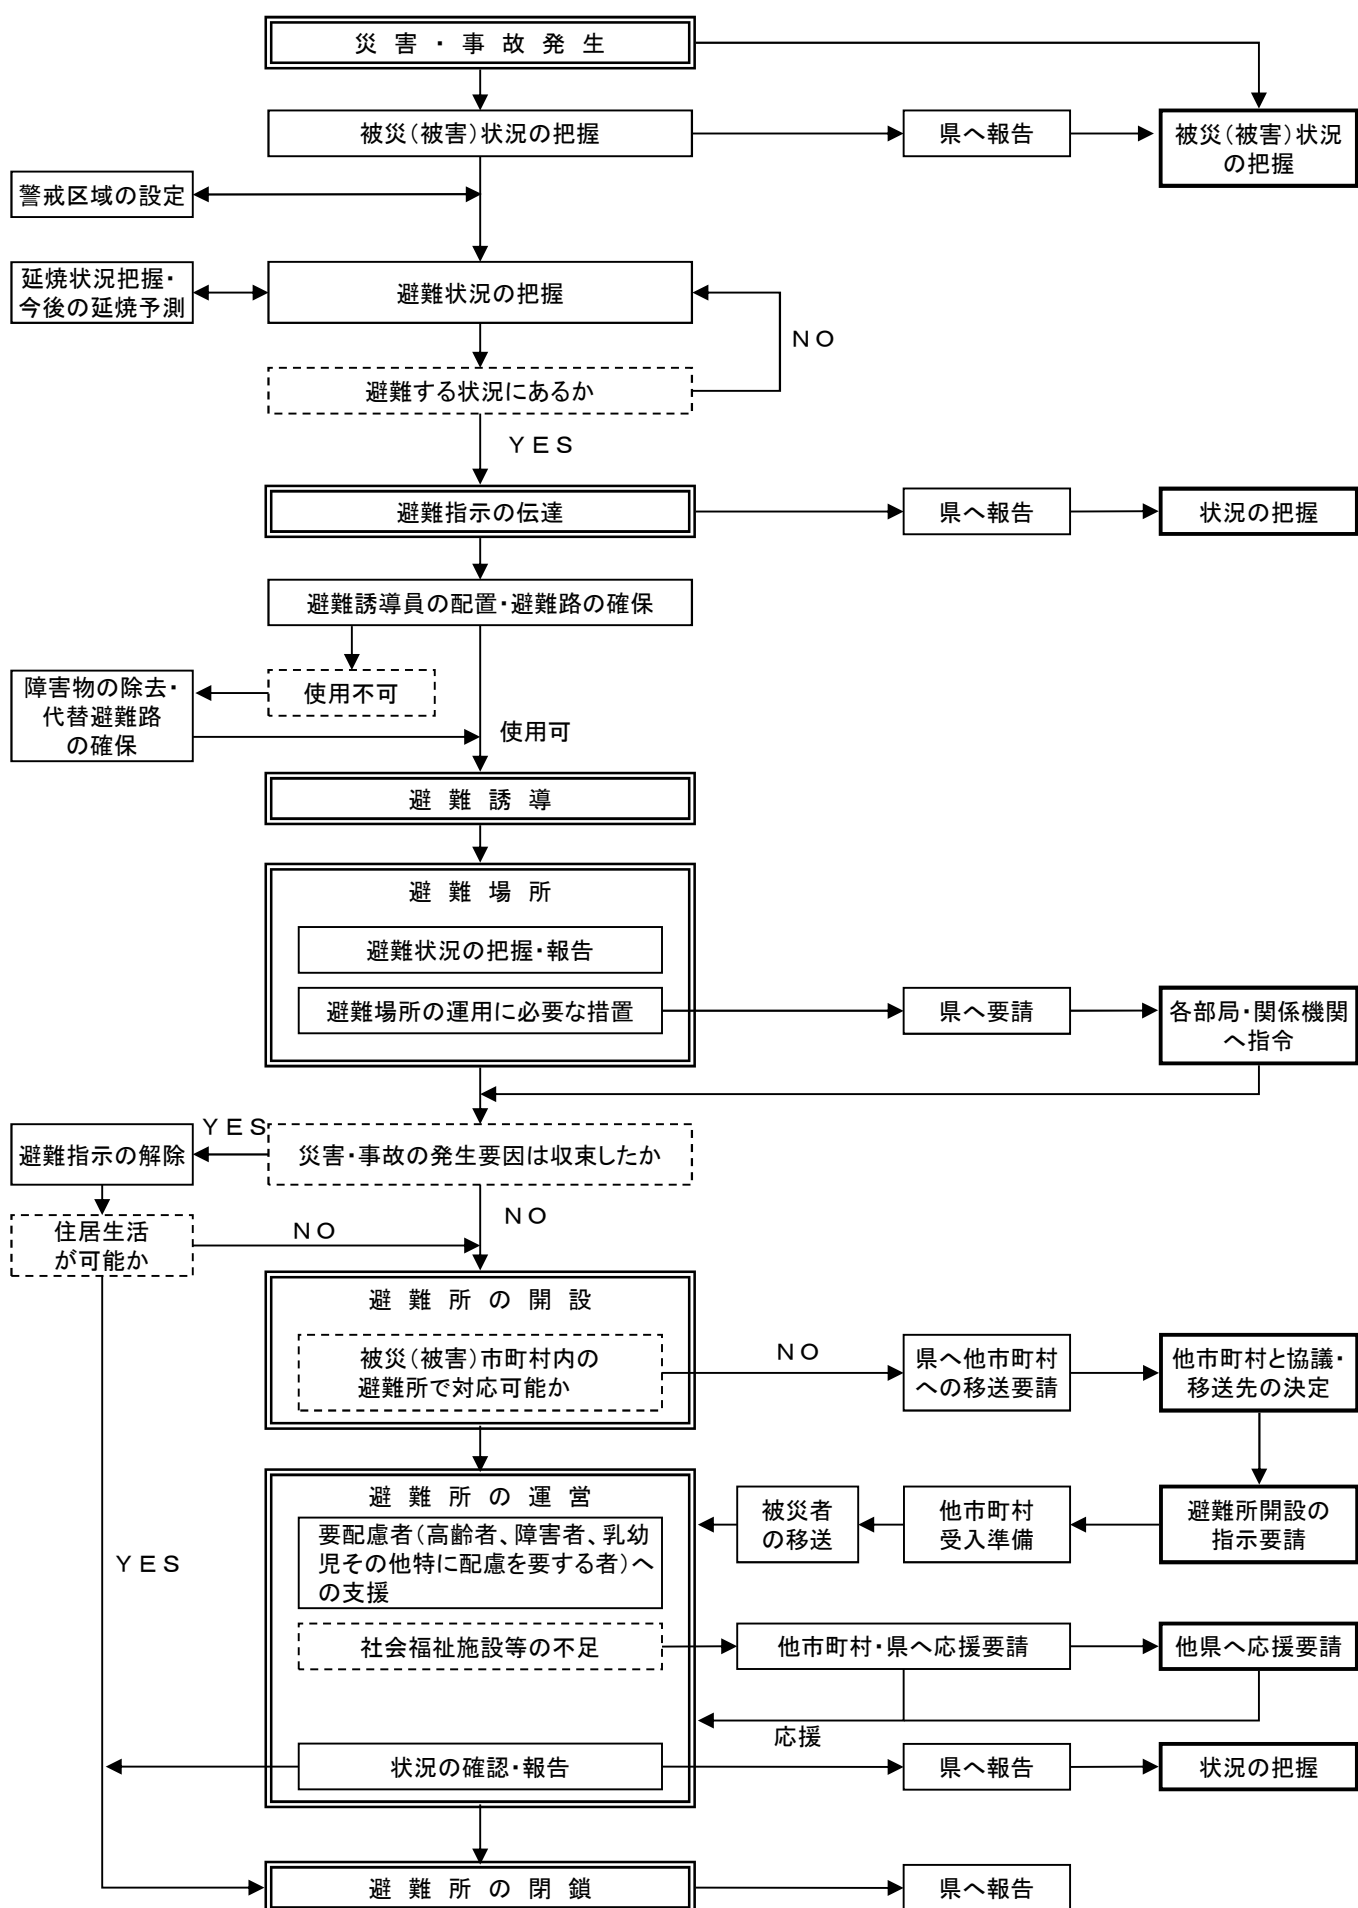 災害・事故発生
被災(被害)状況の把握
県へ報告
被災(被害)状況
の把握
警戒区域の設定
延焼状況把握・
今後の延焼予測
避難状況の把握
NO
避難する状況にあるか
YES
避難指示の伝達
県へ報告
状況の把握
避難誘導員の配置・避難路の確保
障害物の除去・
代替避難路
の確保
使用不可
使用可
避難誘導
避難場所
避難状況の把握・報告
避難場所の運用に必要な措置
県へ要請
各部局・関係機関
へ指令
YES
避難指示の解除
災害・事故の発生要因は収束したか
NO
住居生活
が可能か
NO
避難所の開設
被災(被害)市町村内の
避難所で対応可能か
NO
県へ他市町村
への移送要請
他市町村と協議・
移送先の決定
避難所の運営
要配慮者(高齢者、障害者、乳幼
児その他特に配慮を要する者)へ
の支援
被災者
の移送
他市町村
受入準備
避難所開設の
指示要請
YES
社会福祉施設等の不足
他市町村・県へ応援要請
他県へ応援要請
応援
状況の確認・報告
県へ報告
状況の把握
避難所の閉鎖
県へ報告